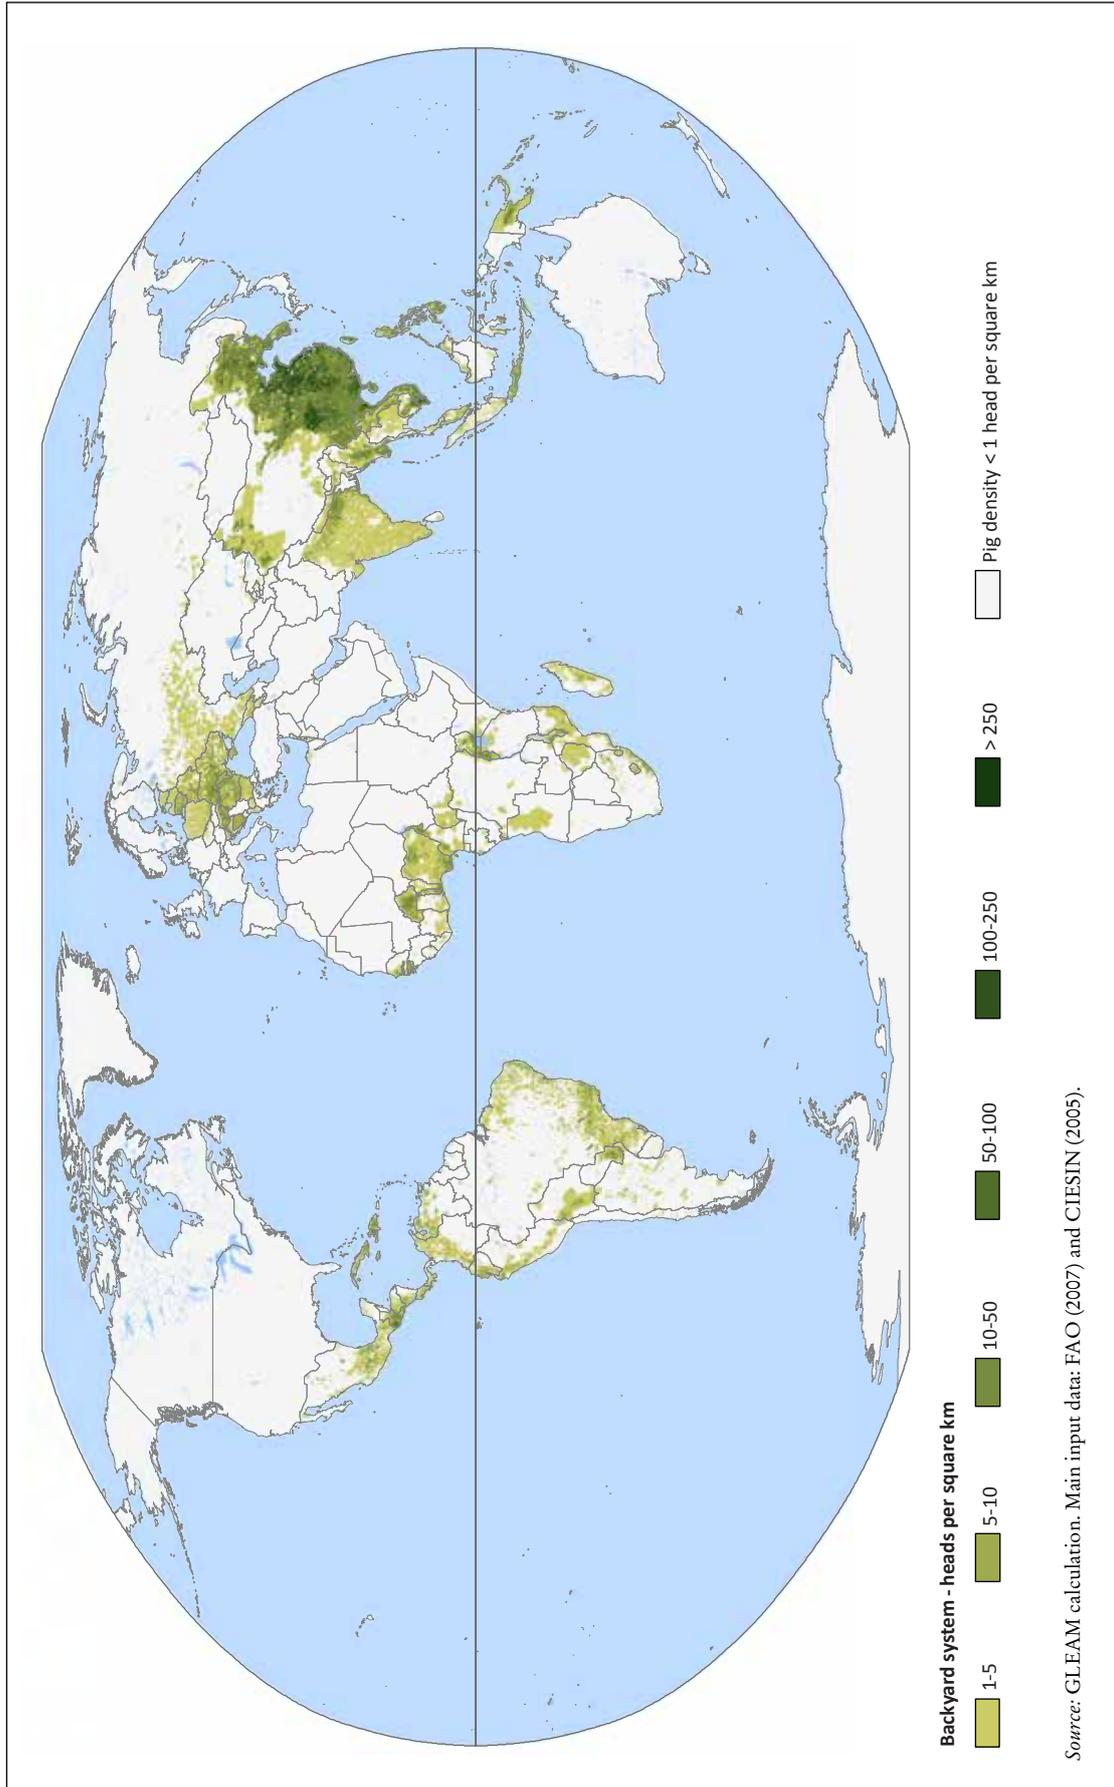 Backyard system - heads per square km
1-5
5-10
10-50
50-100
100-250
> 250
Pig density < 1 head per square km
Source: GLEAM calculation. Main input data: FAO (2007) and CIESIN (2005).